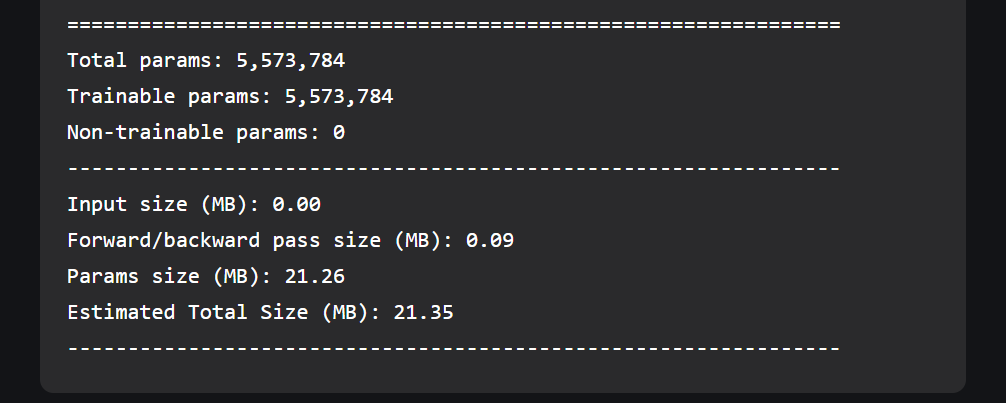 ================================================================
Total params: 5,573,784
Trainable params: 5,573,784
Non-trainable params: 0
----------------------------------------------------------------
Input size (MB): 0.00
Forward/backward pass size (MB): 0.09
Params size (MB): 21.26
Estimated Total Size (MB): 21.35
----------------------------------------------------------------